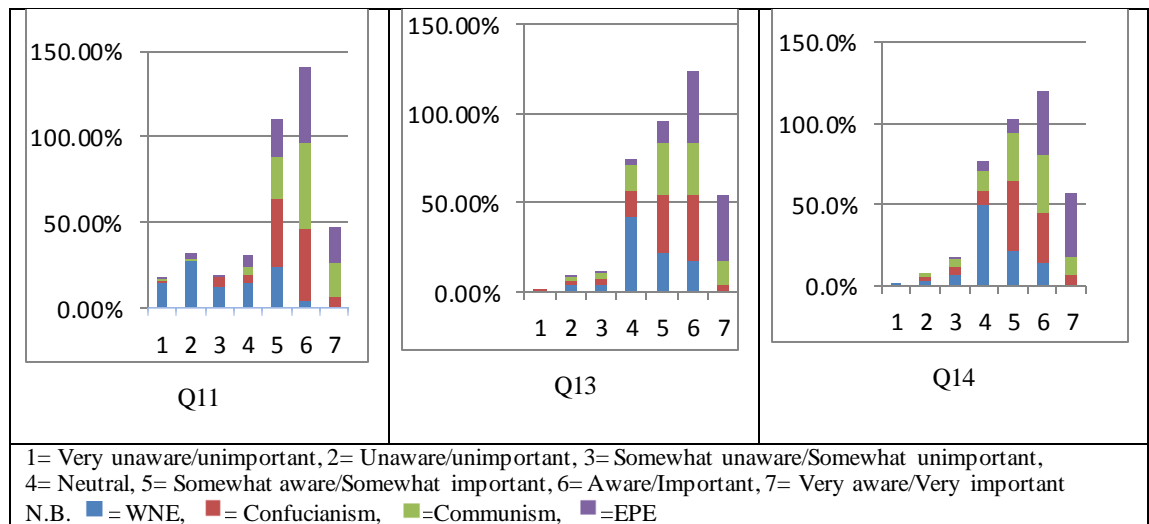 150.00%
100.00%
50.00%
0.00%
1 2 3 4 5 6 7
Q11
150.00%
100.00%
50.00%
0.00%
1 2 3 4 5 6 7
Q13
150.0%
100.0%
50.0%
0.0%
1 2 3 4 5 6 7
Q14
1= Very unaware/unimportant, 2= Unaware/unimportant, 3= Somewhat unaware/Somewhat unimportant,
4= Neutral, 5= Somewhat aware/Somewhat important, 6= Aware/Important, 7= Very aware/Very important
N.B. = WNE, = Confucianism, =Communism, =EPE